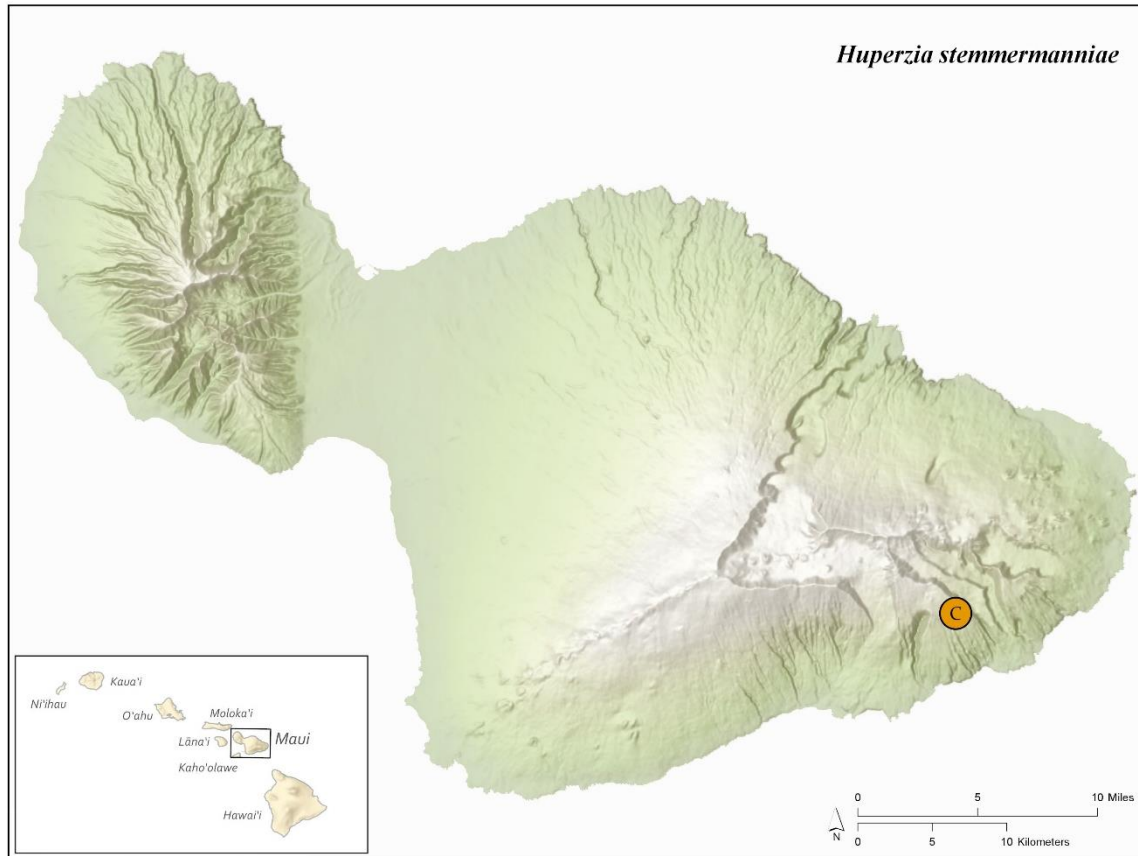 Huperzia stemmermanniae
C
Kaua'i
Ni'ihau
O'ahu
Moloka'i
Lāna'i
Maui
Kaho'olawe
Hawai'i
N
0 5 10 Miles
0 5 10 Kilometers